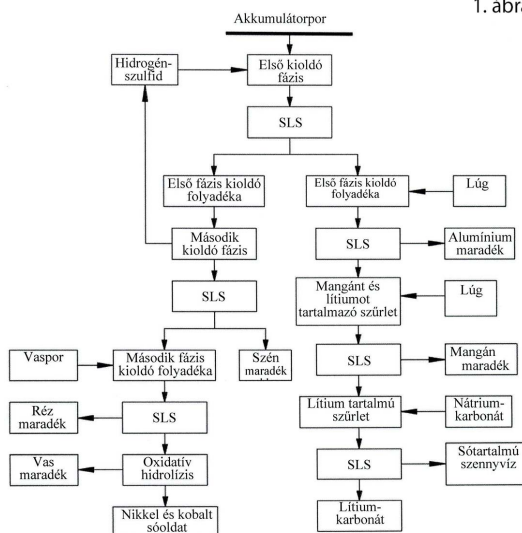 1. ábra
Akkumulátorpor
Hidrogén-
szulfid
Első kioldó
fázis
SLS
Első fázis kioldó
folyadéka
Első fázis kioldó
folyadéka
Lúg
Második
kioldó fázis
SLS
Alumínium
maradék
SLS
Mangánt és
lítiumot
tartalmazó szűrlet
Lúg
Vaspor
Második fázis
kioldó folyadéka
Szén
maradék
SLS
Mangán
maradék
Réz
maradék
SLS
Lítium tartalmú
szűrlet
Nátrium-
karbonát
Vas
maradék
Oxidatív
hidrolízis
SLS
Sótartalmú
szennyvíz
Nikkel és kobalt
sóoldat
Lítium-
karbonát